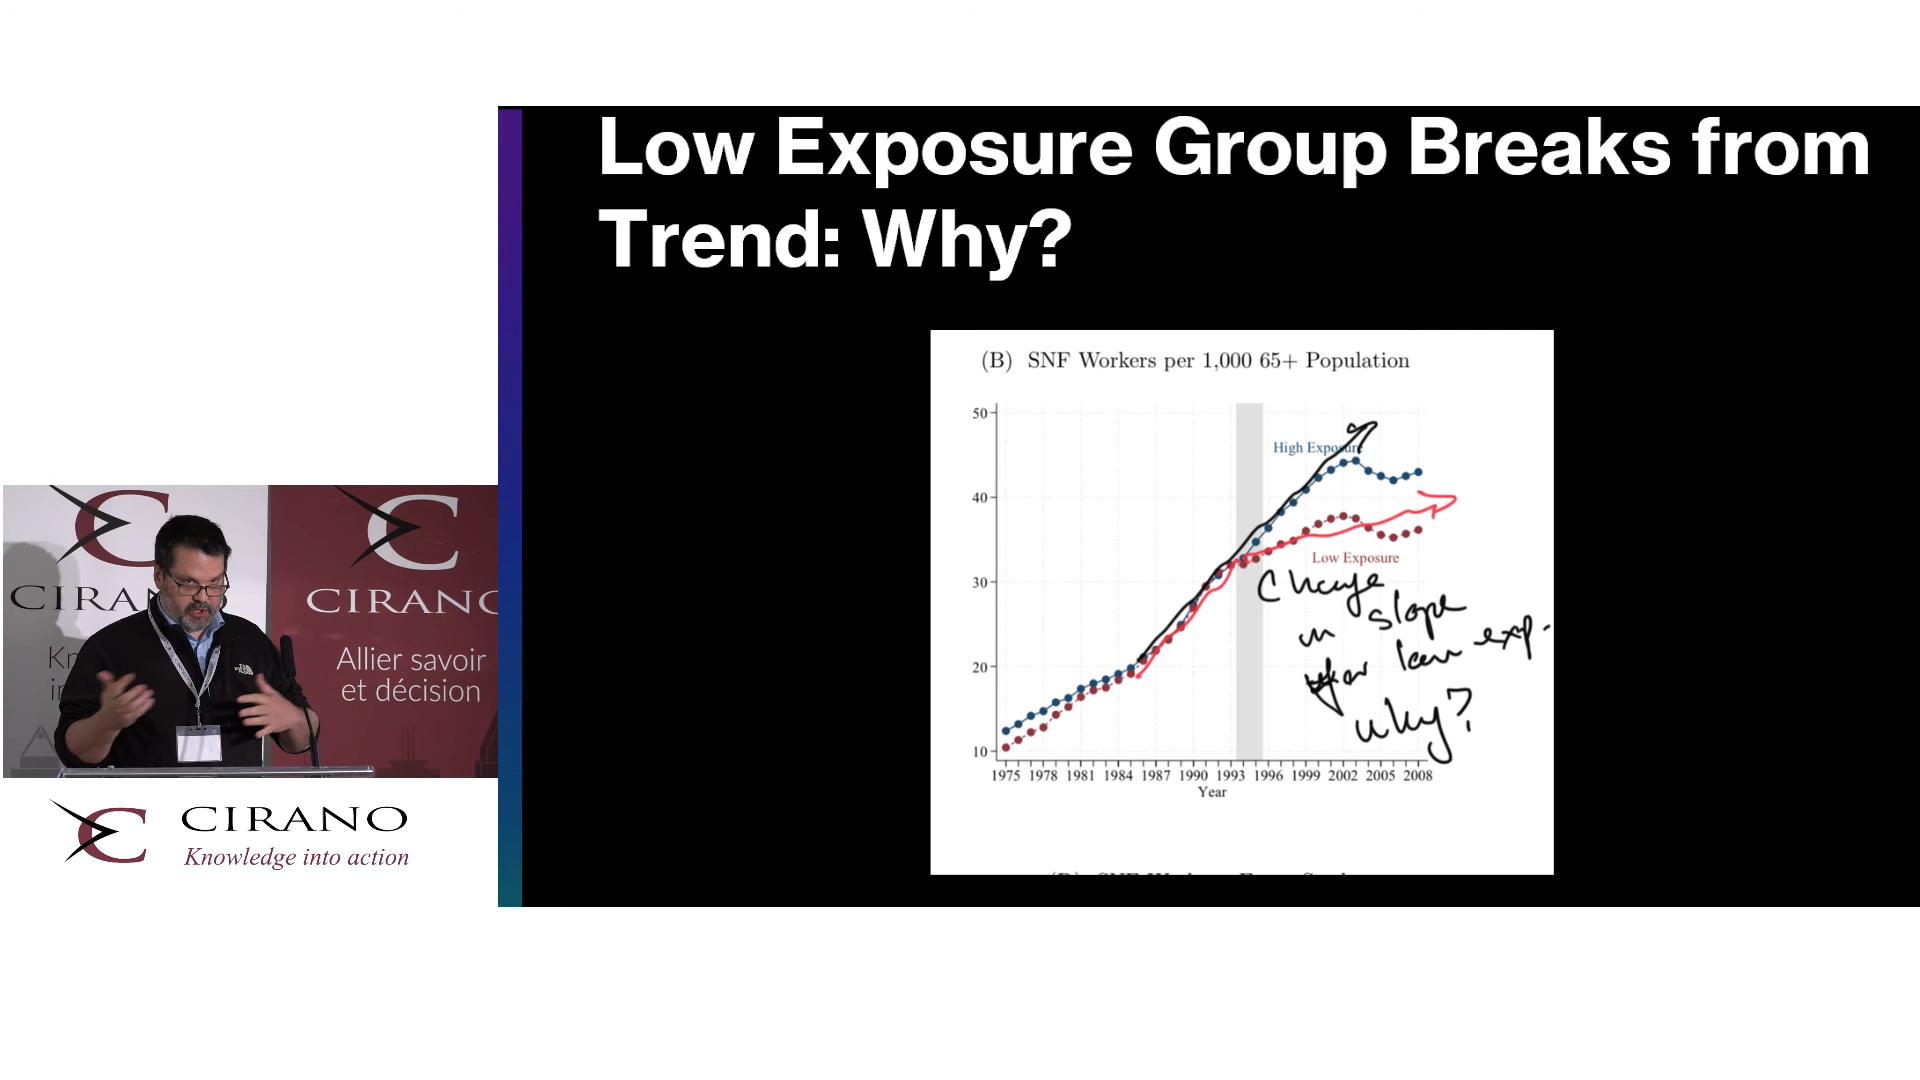 Low Exposure Group Breaks from
Trend: Why?
(B) SNF Workers per 1,000 65+ Population
50
40
30
20
10
High Exposure
Low Exposure
Change
in slope
for low exp.
why?
1975 1978 1981 1984 1987 1990 1993 1996 1999 2002 2005 2008
Year
CIRANO
Allier savoir
et décision
CIRANO
Knowledge into action